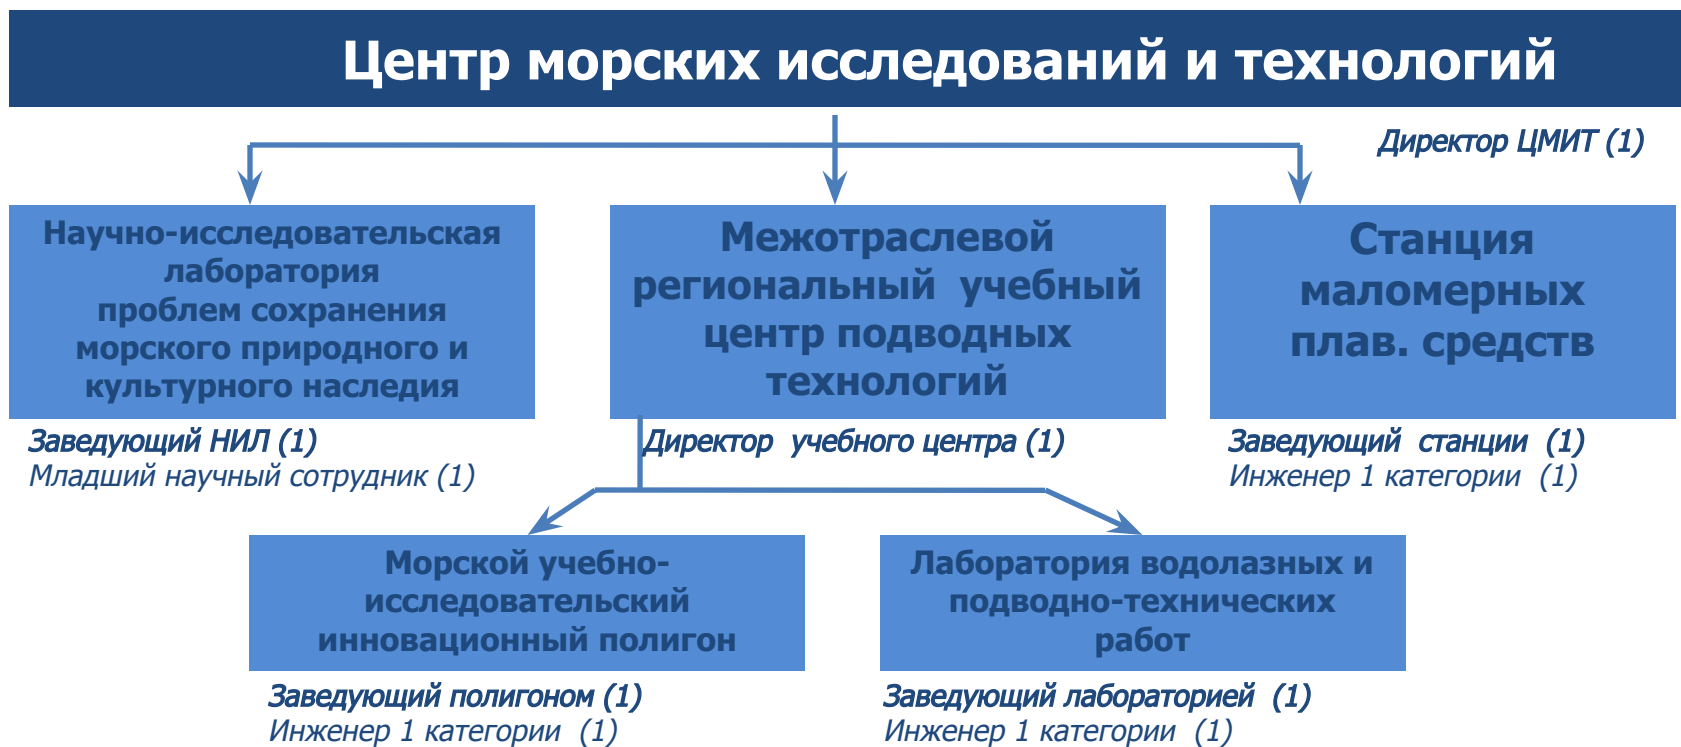 Центр морских исследований и технологий
Директор ЦМИТ (1)
Научно-исследовательская
лаборатория
проблем сохранения
морского природного и
культурного наследия
Межотраслевой
региональный учебный
центр подводных
технологий
Станция
маломерных
плав. средств
Заведующий НИЛ (1)
Младший научный сотрудник (1)
Директор учебного центра (1)
Заведующий станции (1)
Инженер 1 категории (1)
Морской учебно-
исследовательский
инновационный полигон
Лаборатория водолазных и
подводно-технических
работ
Заведующий полигоном (1)
Инженер 1 категории (1)
Заведующий лабораторией (1)
Инженер 1 категории (1)